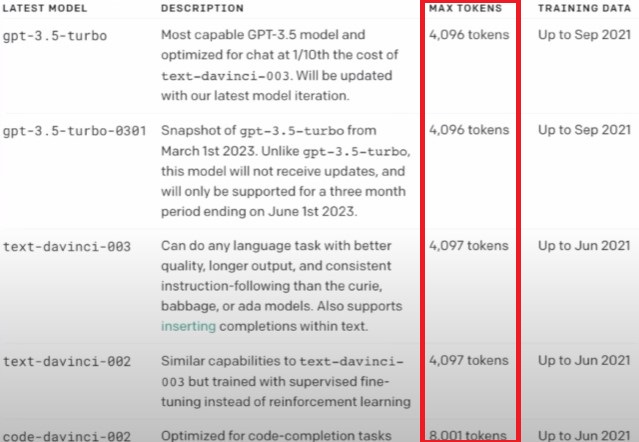 LATEST MODEL DESCRIPTION MAX TOKENS TRAINING DATA
gpt-3.5-turbo Most capable GPT-3.5 model and 4,096 tokens Up to Sep 2021
optimized for chat at 1/10th the cost of
text-davinci-003. Will be updated
with our latest model iteration.
gpt-3.5-turbo-0301 Snapshot of gpt-3.5-turbo from 4,096 tokens Up to Sep 2021
March 1st 2023. Unlike gpt-3.5-turbo,
this model will not receive updates, and
will only be supported for a three month
period ending on June 1st 2023.
text-davinci-003 Can do any language task with better 4,097 tokens Up to Jun 2021
quality, longer output, and consistent
instruction-following than the curie,
babbage, or ada models. Also supports
inserting completions within text.
text-davinci-002 Similar capabilities to text-davinci- 4,097 tokens Up to Jun 2021
003 but trained with supervised fine-
tuning instead of reinforcement learning
code-davinci-002 Optimized for code-completion tasks 8,001 tokens Up to Jun 2021